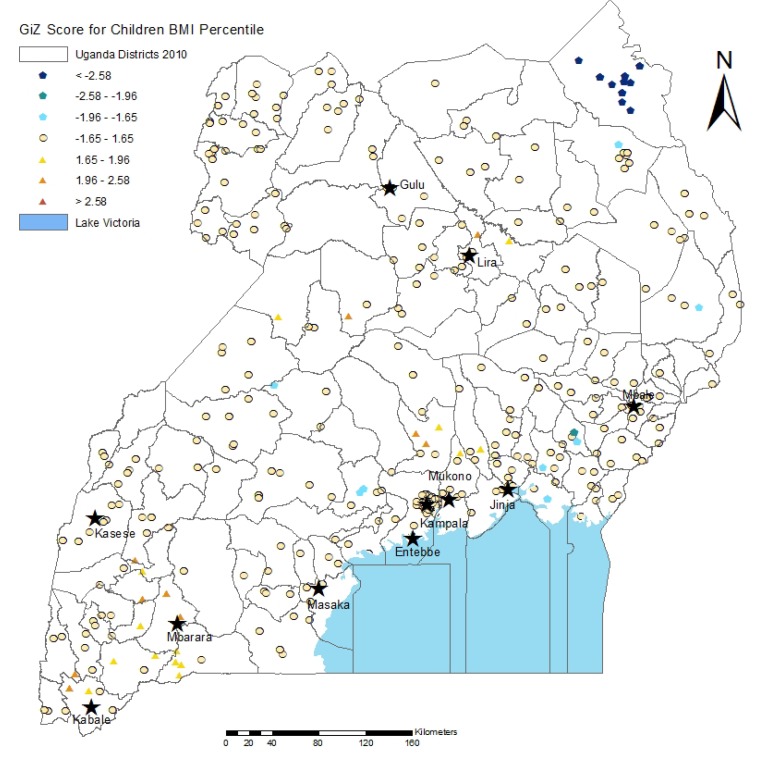 GiZ Score for Children BMI Percentile
Uganda Districts 2010
< -2.58
-2.58 - -1.96
-1.96 - -1.65
-1.65 - 1.65
1.65 - 1.96
1.96 - 2.58
> 2.58
Lake Victoria
N
Gulu
Lira
Mbale
Mukono
Jinja
Kampala
Kasese
Entebbe
Masaka
Mbarara
Kabale
Kilometers
0 20 40 80 120 160